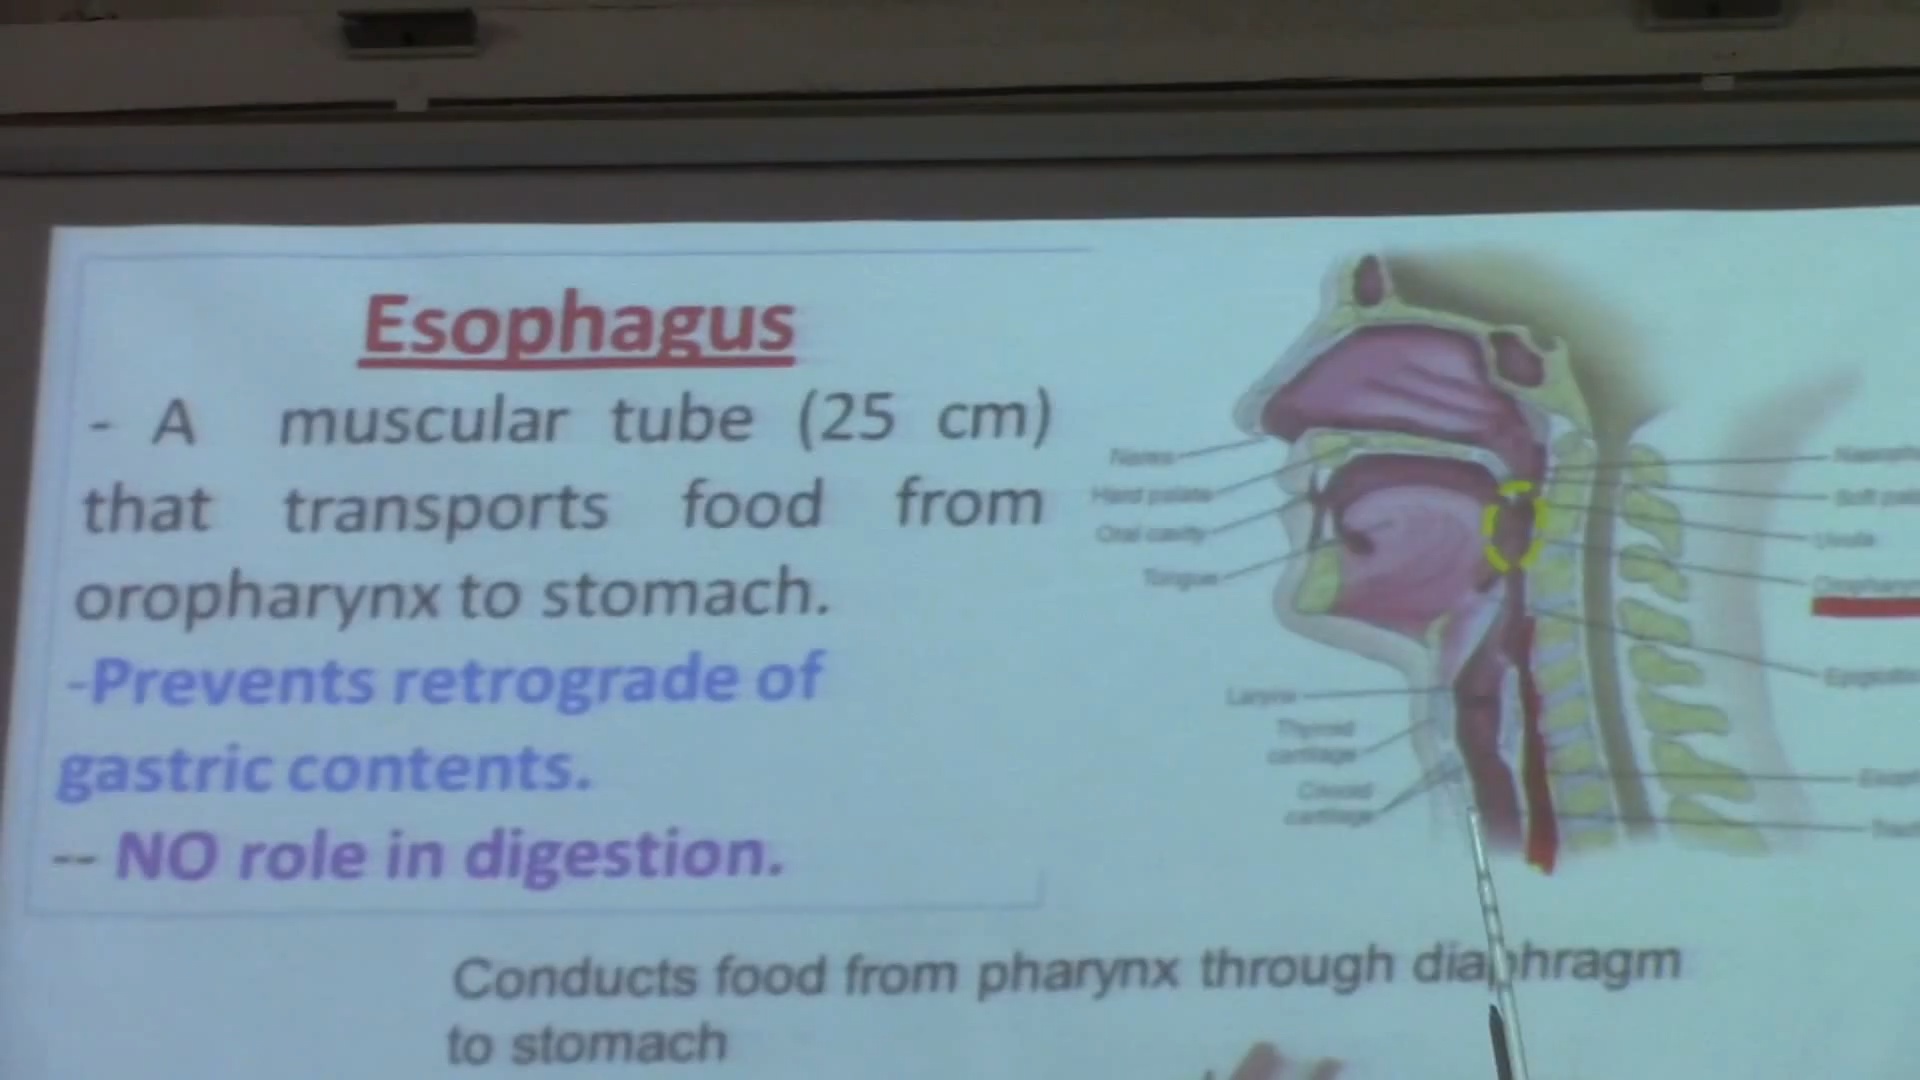 Esophagus
- A muscular tube (25 cm)
that transports food from
oropharynx to stomach.
-Prevents retrograde of
gastric contents.
-- NO role in digestion.
Nares
Hard palate
Oral cavity
Tongue
Larynx
Thyroid
cartilage
Cricoid
cartilage
Uvula
Conducts food from pharynx through diaphragm
to stomach